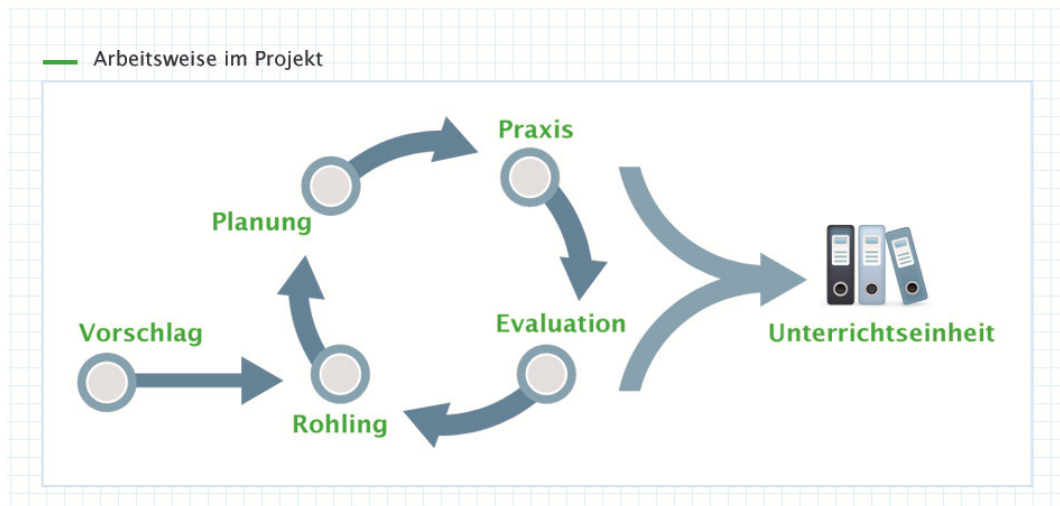 Arbeitsweise im Projekt
Praxis
Planung
Evaluation
Unterrichtseinheit
Vorschlag
Rohling